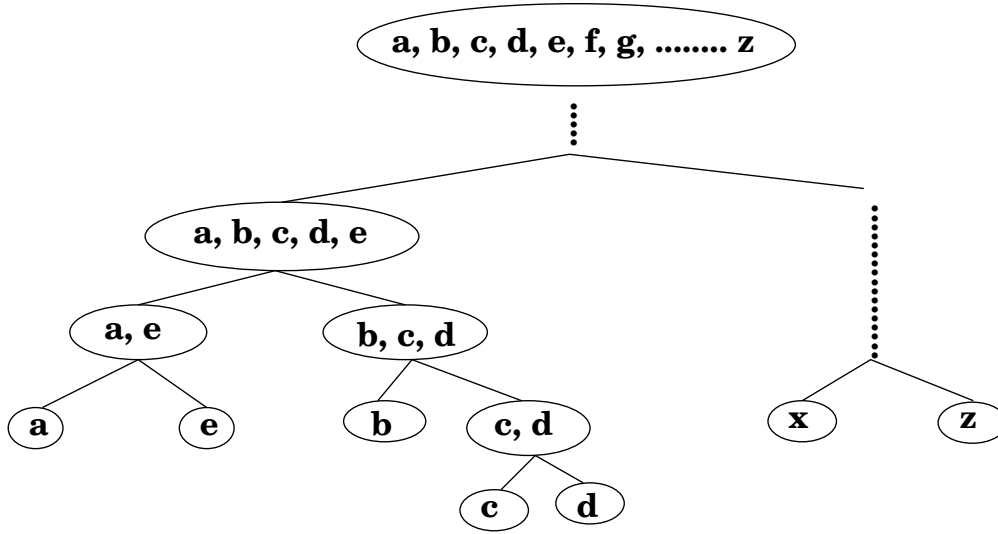 a, b, c, d, e, f, g, ........ z
a, b, c, d, e
a, e
b, c, d
a
e
b
c, d
x
z
c
d